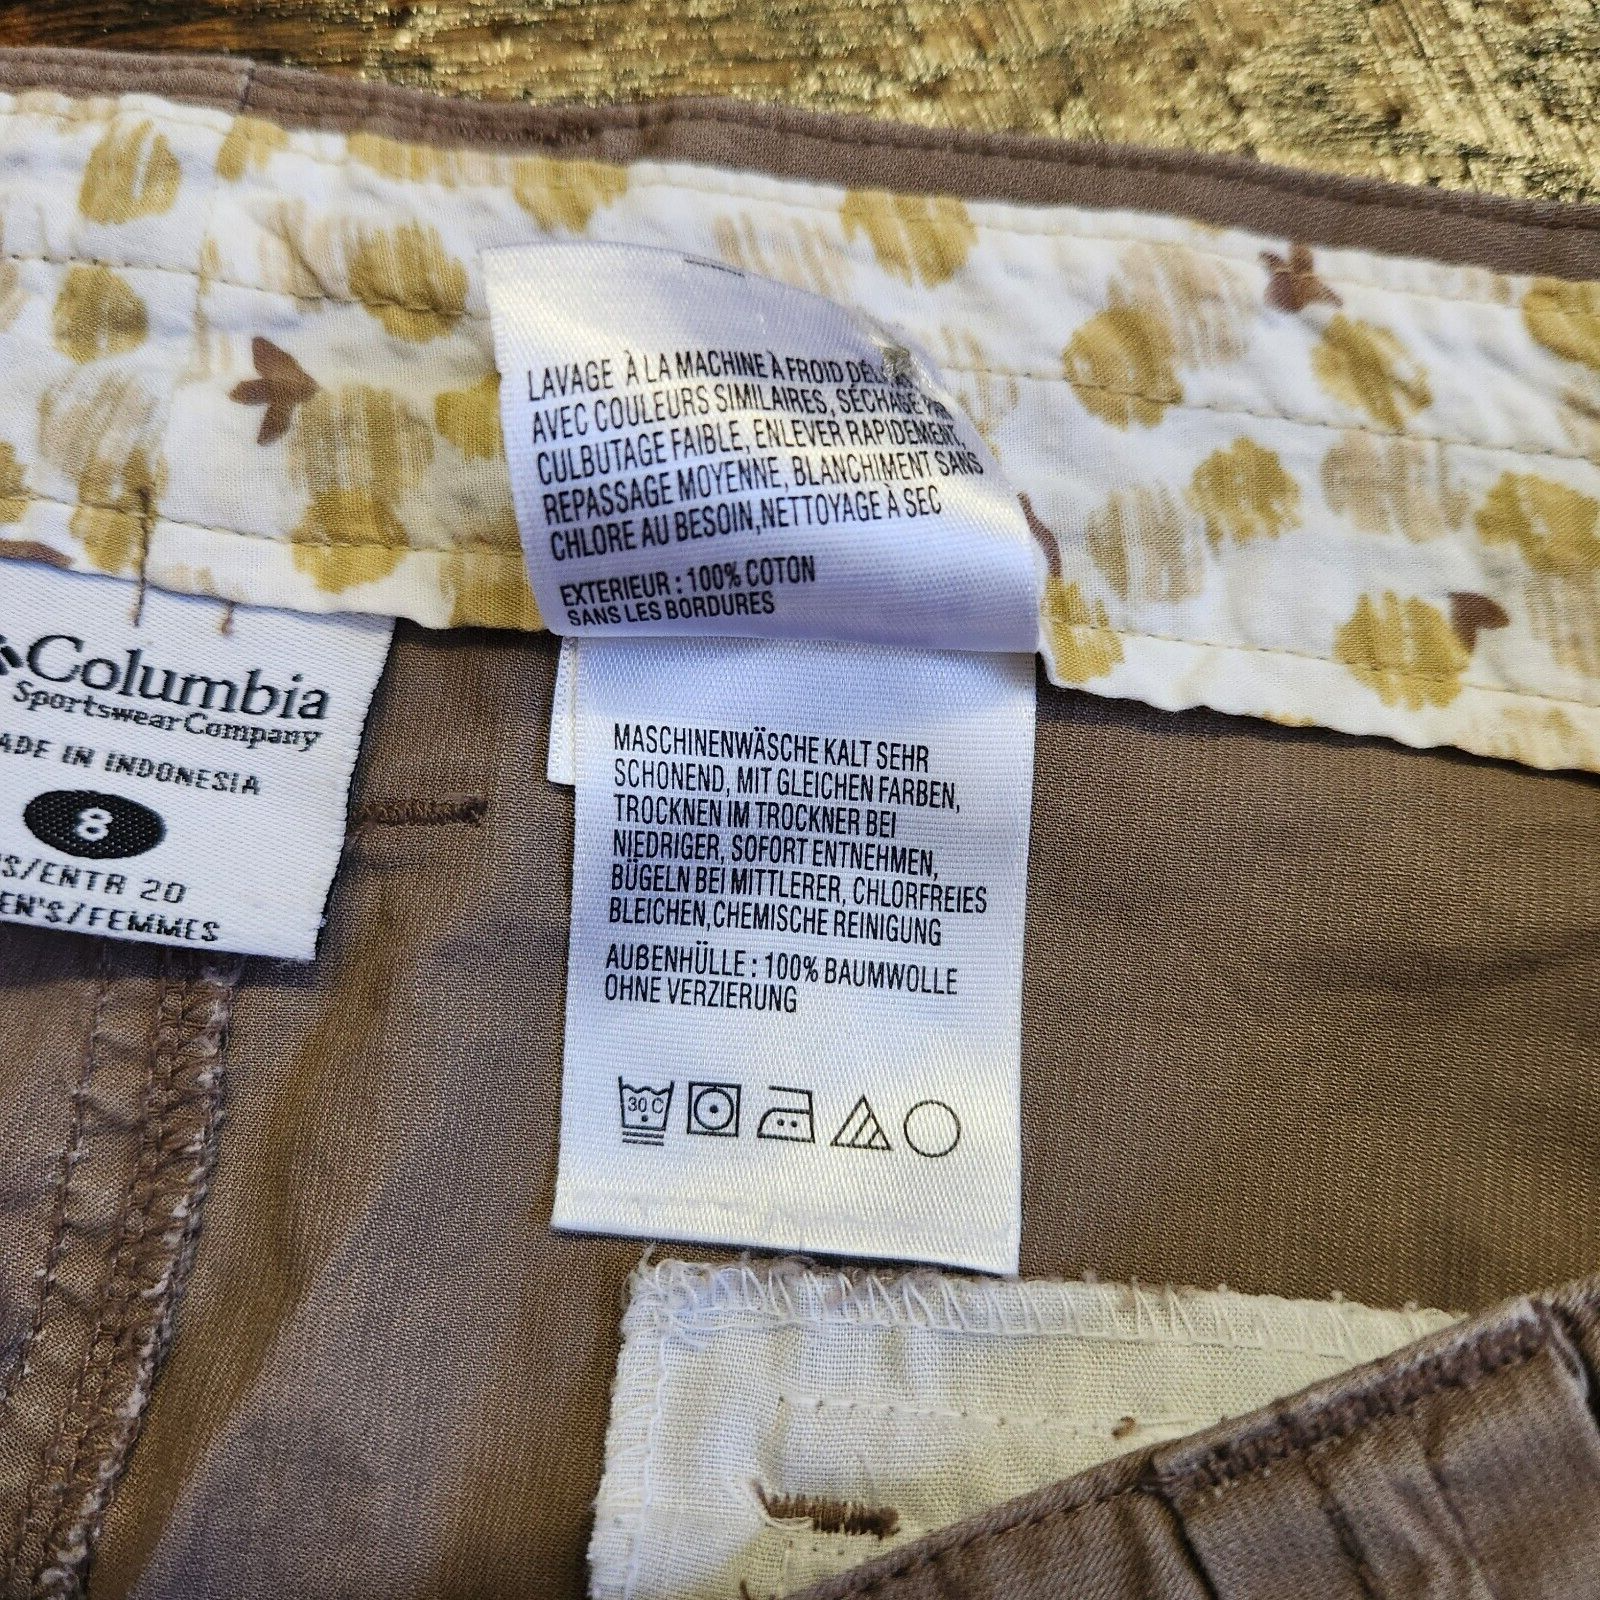 LAVAGE À LA MACHINE À FROID
AVEC COULEURS SIMILAIRES, SÉCHAGE
CULBUTAGE FAIBLE, ENLEVER RAPIDEMENT,
REPASSAGE MOYENNE, BLANCHIMENT SANS
CHLORE AU BESOIN, NETTOYAGE À SEC
EXTERIEUR : 100% COTON
SANS LES BORDURES
Columbia
Sportswear Company
ADE IN INDONESIA
8
S/ENTR 20
EN'S/FEMMES
MASCHINENWÄSCHE KALT SEHR
SCHONEND, MIT GLEICHEN FARBEN,
TROCKNEN IM TROCKNER BEI
NIEDRIGER, SOFORT ENTNEHMEN,
BÜGELN BEI MITTLERER, CHLORFREIES
BLEICHEN,CHEMISCHE REINIGUNG
AUßENHÜLLE : 100% BAUMWOLLE
OHNE VERZIERUNG
30 C